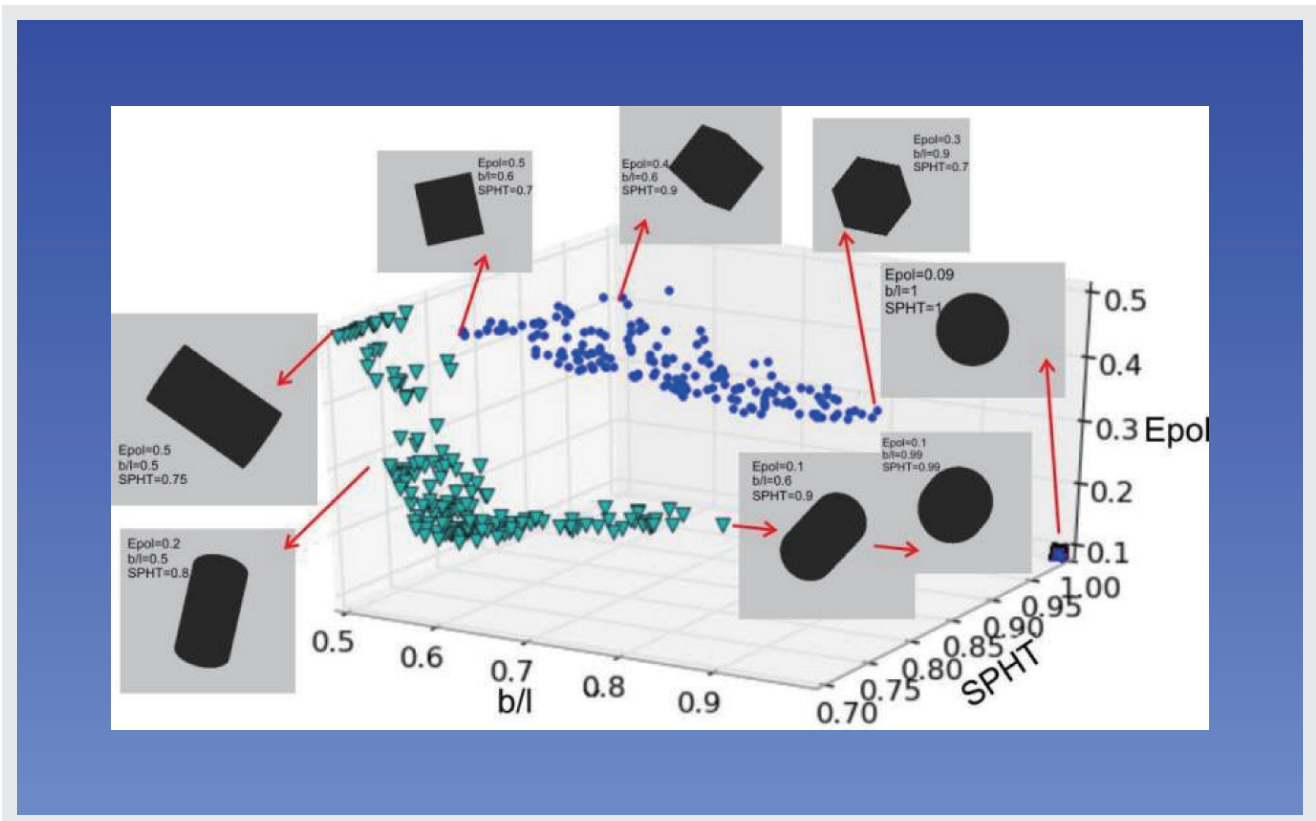 Epol=0.5
b/l=0.6
SPHT=0.7
Epol=0.4
b/l=0.6
SPHT=0.9
Epol=0.3
b/l=0.9
SPHT=0.7
Epol=0.09
b/l=1
SPHT=1
Epol=0.5
b/l=0.5
SPHT=0.75
Epol=0.2
b/l=0.5
SPHT=0.8
Epol=0.1
b/l=0.6
SPHT=0.9
Epol=0.1
b/l=0.99
SPHT=0.99
0.5
0.4
0.3
0.2
0.1
Epol
0.5
0.6
0.7
0.8
0.9
b/l
0.70
0.75
0.80
0.85
0.90
0.95
1.00
SPHT